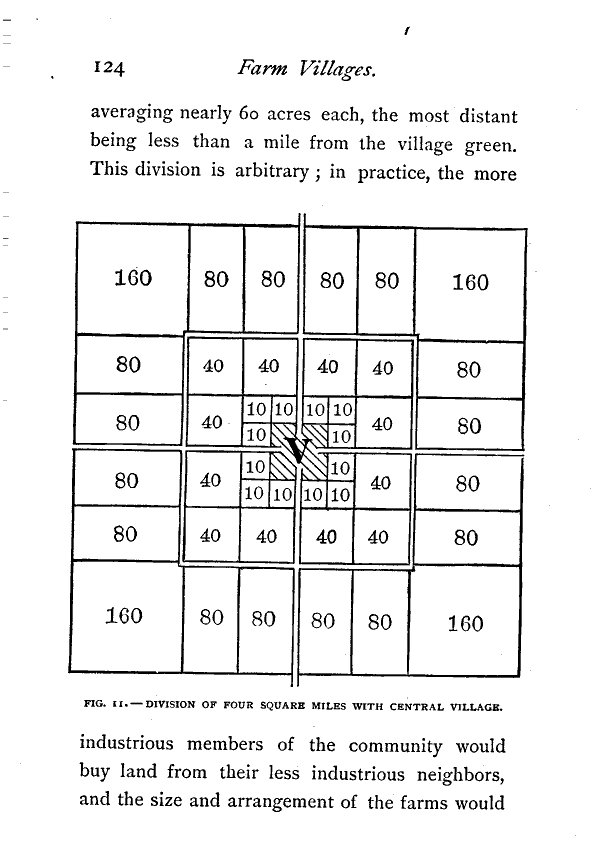 124 Farm Villages.
averaging nearly 60 acres each, the most distant
being less than a mile from the village green.
This division is arbitrary ; in practice, the more
160 80 80 80 80 160
80 40 40 40 40 80
10 10 10 10
80 40 40 80
10 10
V
10 10
80 40 40 80
10 10 10 10
80 40 40 40 40 80
160 80 80 80 80 160
FIG. 11.—DIVISION OF FOUR SQUARE MILES WITH CENTRAL VILLAGE.
industrious members of the community would
buy land from their less industrious neighbors,
and the size and arrangement of the farms would